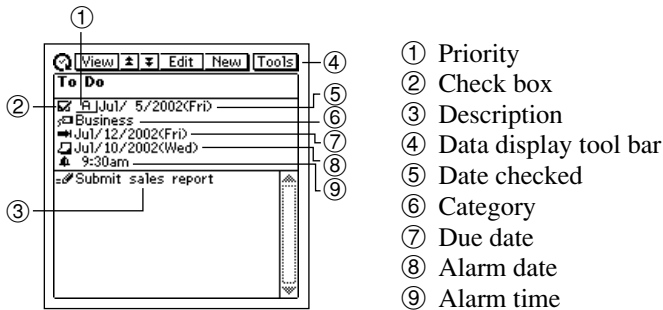 ①
View Edit New Tools
To Do
A Jul/ 5/2002(Fri)
Business
Jul/12/2002(Fri)
Jul/10/2002(Wed)
9:30am
Submit sales report
②
③
④
⑤
⑥
⑦
⑧
⑨
① Priority
② Check box
③ Description
④ Data display tool bar
⑤ Date checked
⑥ Category
⑦ Due date
⑧ Alarm date
⑨ Alarm time